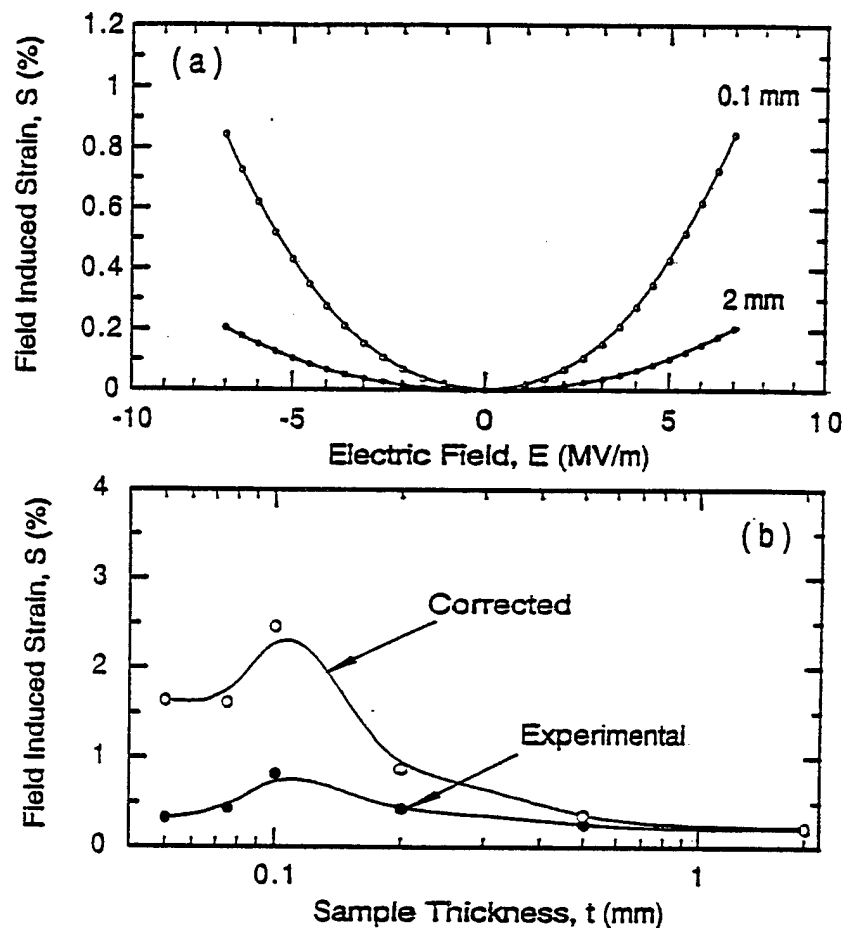 Field Induced Strain, S (%)
1.2
1
0.8
0.6
0.4
0.2
0
(a)
0.1 mm
2 mm
-10
-5
0
5
10
Electric Field, E (MV/m)
Field Induced Strain, S (%)
4
3
2
1
0
(b)
Corrected
Experimental
0.1
1
Sample Thickness, t (mm)